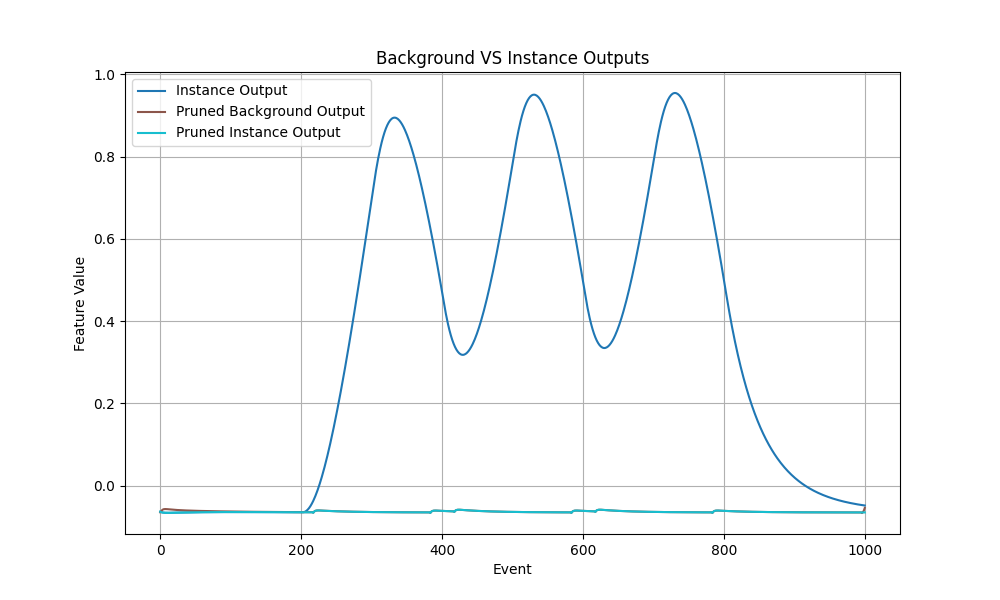 Background VS Instance Outputs
Instance Output
Pruned Background Output
Pruned Instance Output
1.0
0.8
0.6
0.4
0.2
0.0
Feature Value
0 200 400 600 800 1000
Event